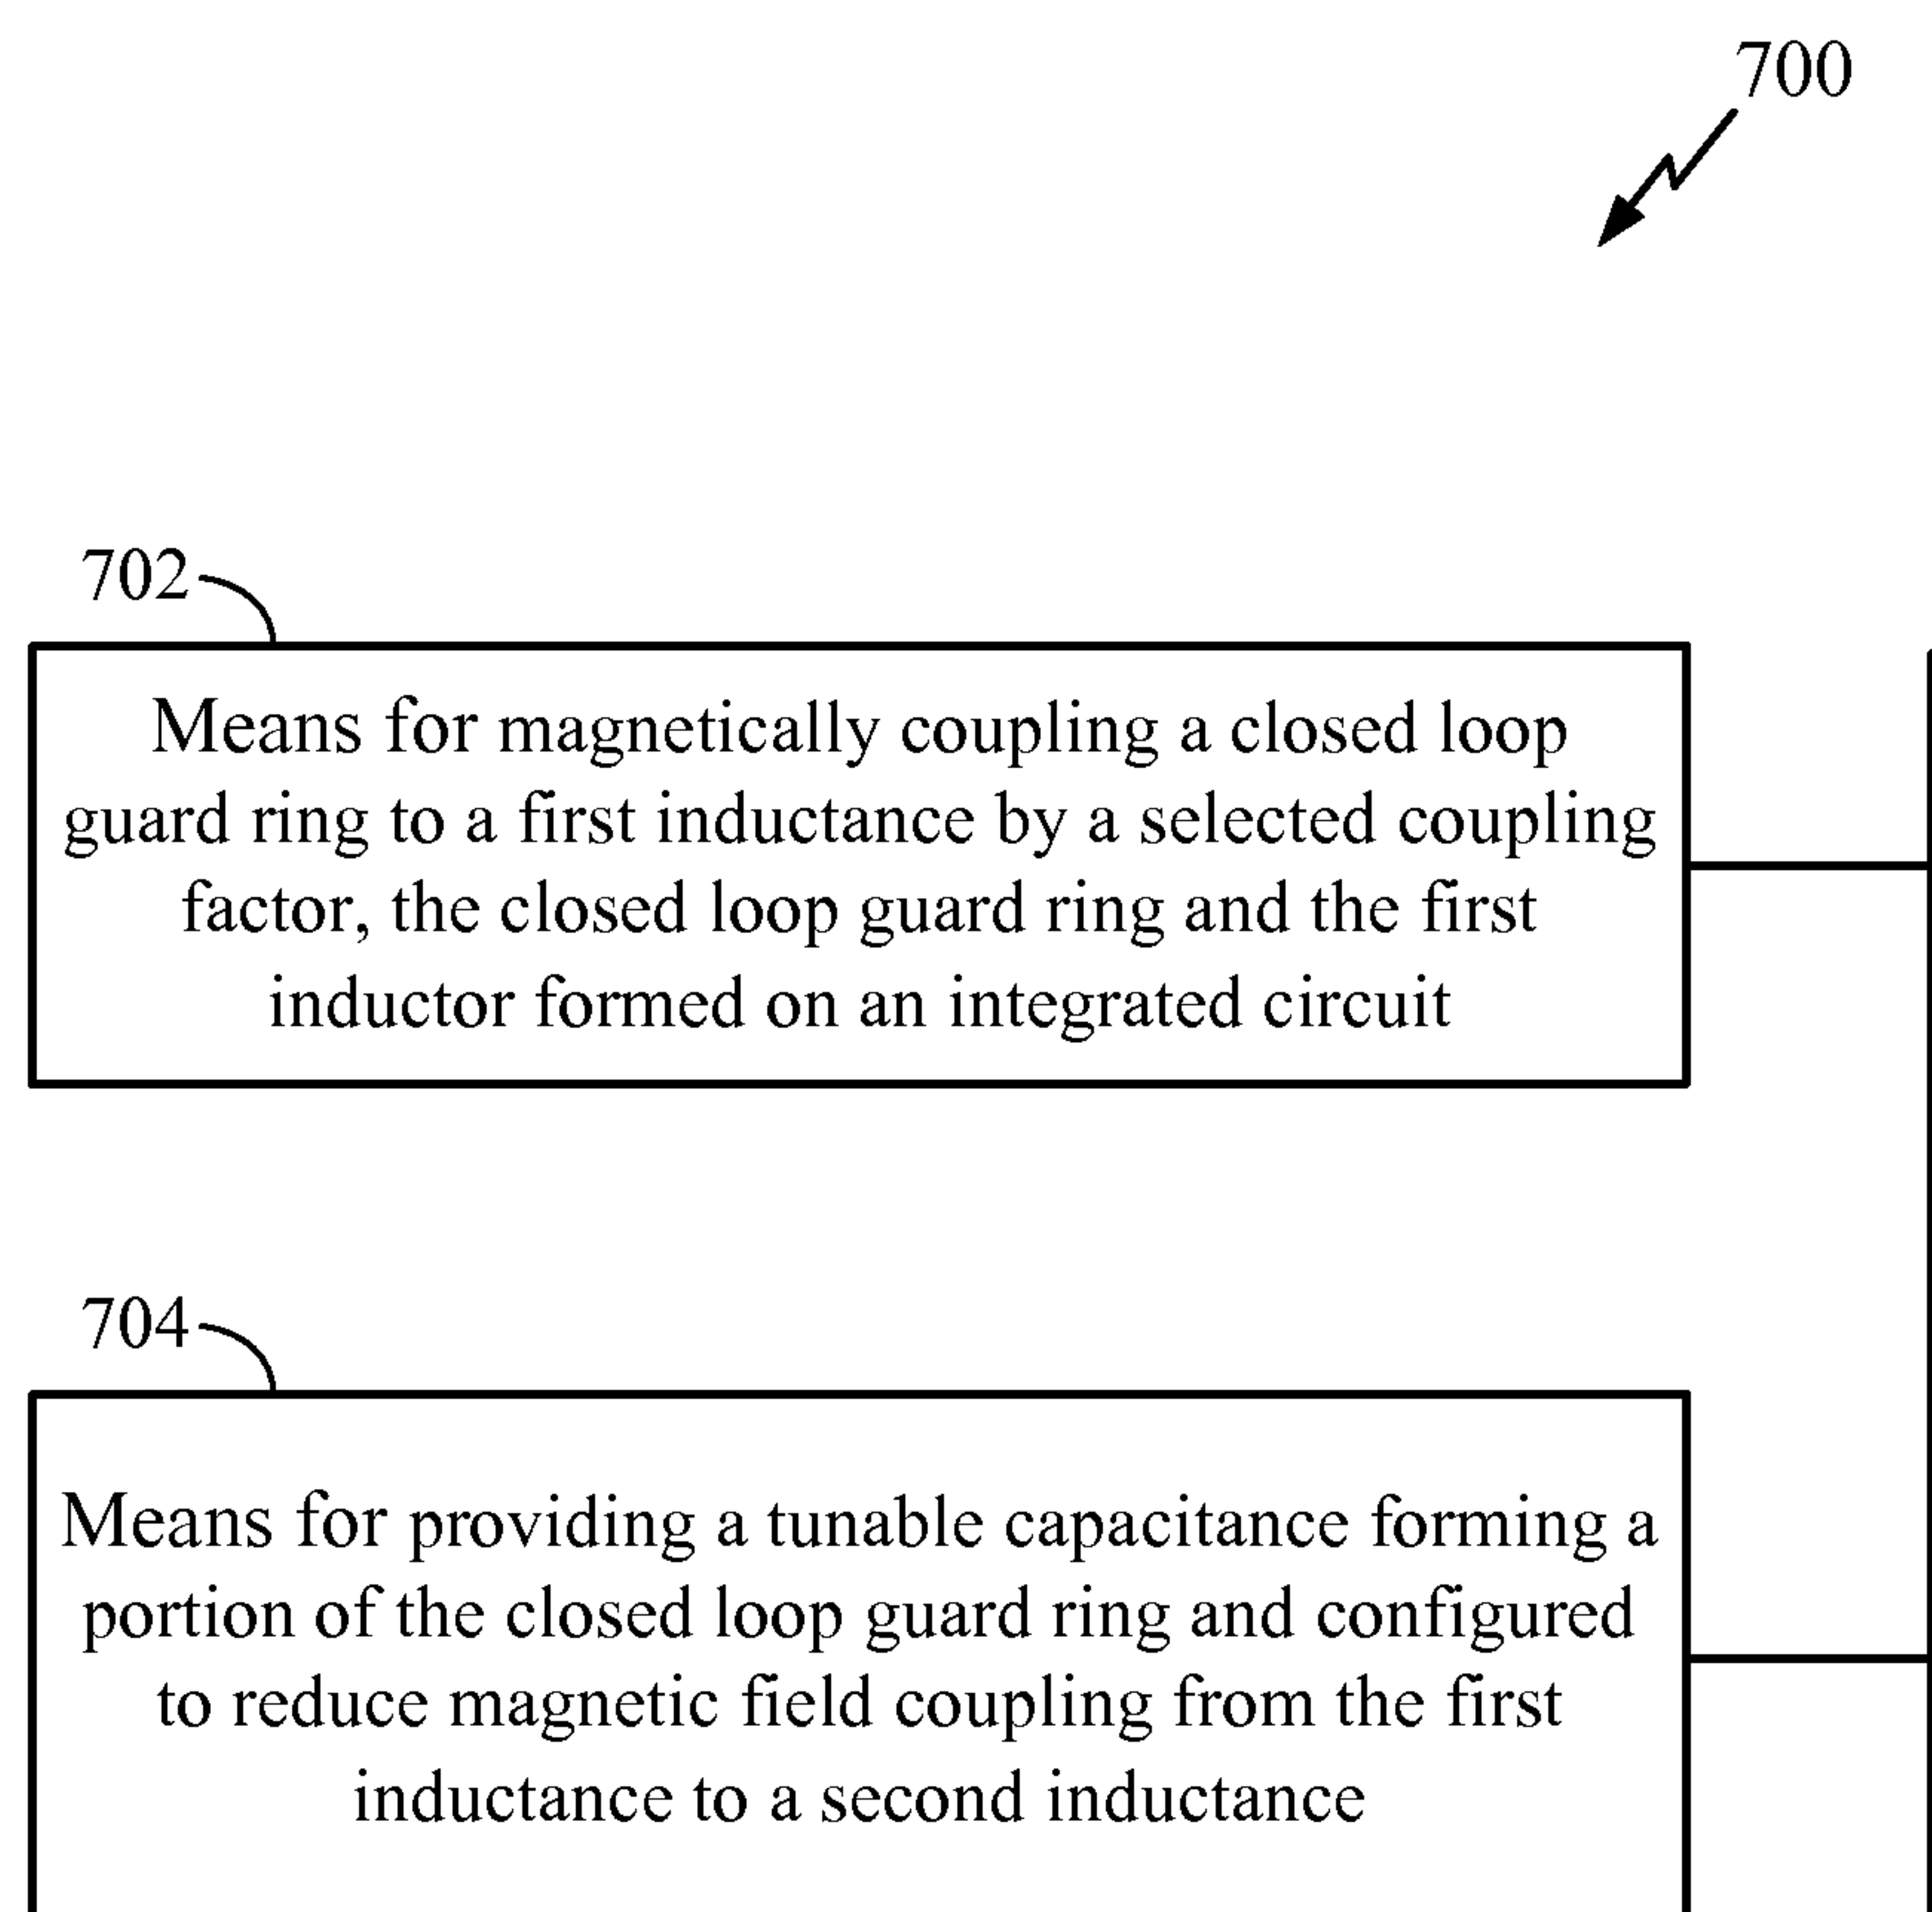 700
702
Means for magnetically coupling a closed loop
guard ring to a first inductance by a selected coupling
factor, the closed loop guard ring and the first
inductor formed on an integrated circuit
704
Means for providing a tunable capacitance forming a
portion of the closed loop guard ring and configured
to reduce magnetic field coupling from the first
inductance to a second inductance